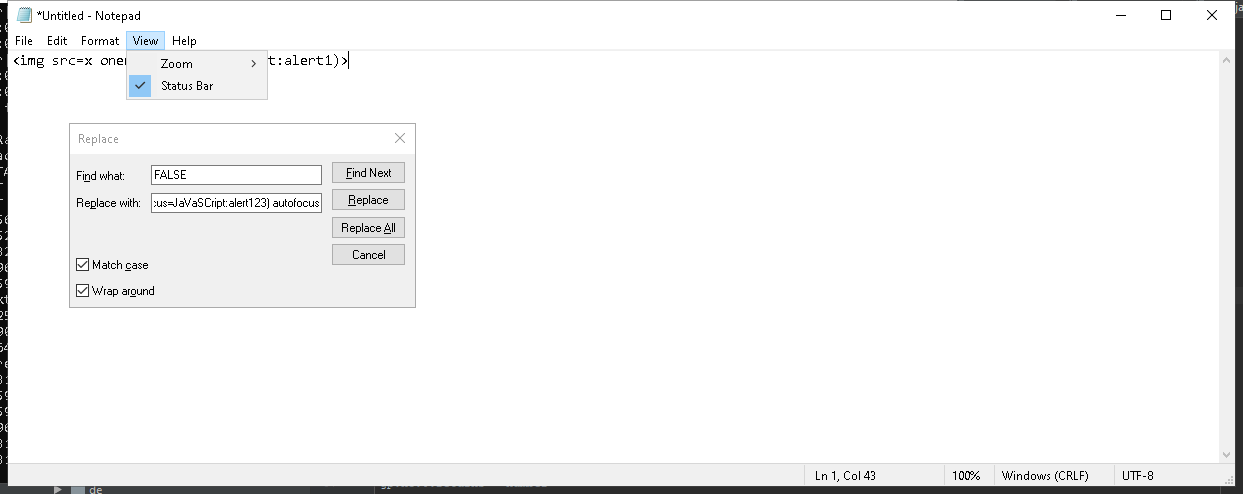 *Untitled - Notepad
File Edit Format View Help
<img src=x oner t:alert1)>
Zoom
Status Bar
Replace
Find what: FALSE Find Next
Replace with: :us=JaVaSCript:alert123) autofocus Replace
Replace All
Cancel
Match case
Wrap around
Ln 1, Col 43 100% Windows (CRLF) UTF-8
de